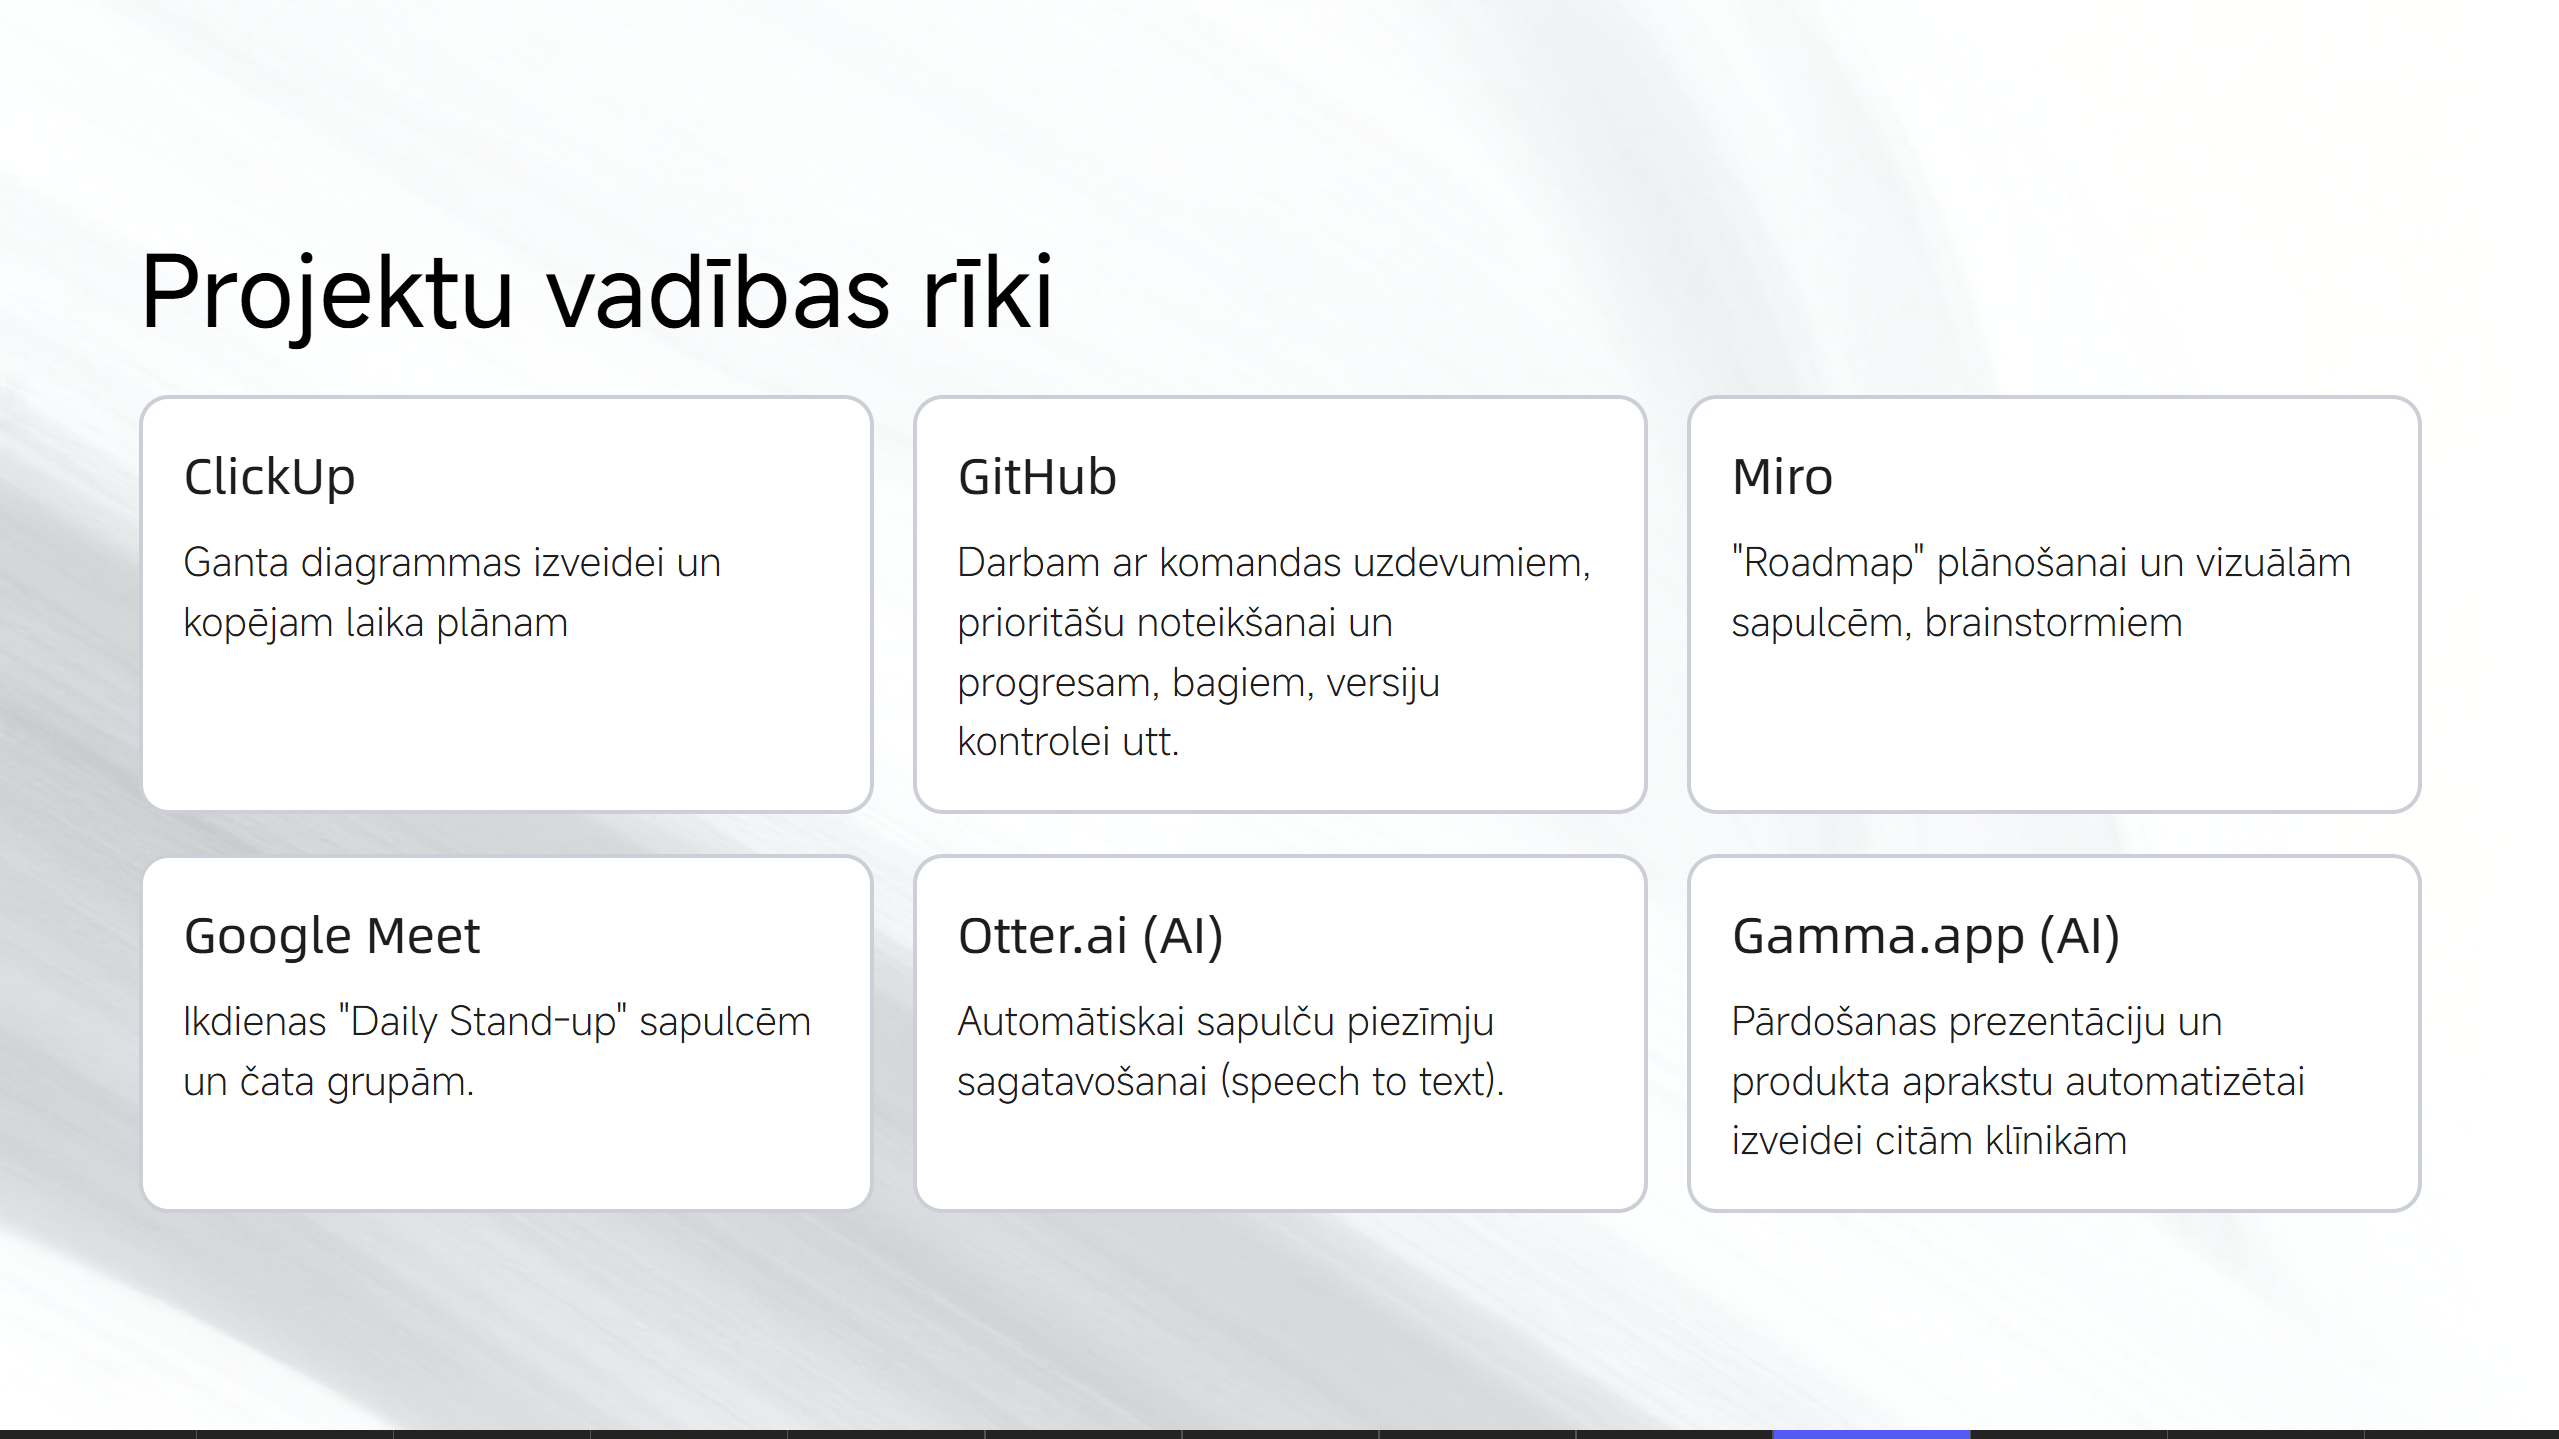 Projektu vadības rīki
ClickUp
Ganta diagrammas izveidei un
kopējam laika plānam
GitHub
Darbam ar komandas uzdevumiem,
prioritāšu noteikšanai un
progresam, bagiem, versiju
kontrolei utt.
Miro
"Roadmap" plānošanai un vizuālām
sapulcēm, brainstormiem
Google Meet
Ikdienas "Daily Stand-up" sapulcēm
un čata grupām.
Otter.ai (AI)
Automātiskai sapulču piezīmju
sagatavošanai (speech to text).
Gamma.app (AI)
Pārdošanas prezentāciju un
produkta aprakstu automatizētai
izveidei citām klīnikām